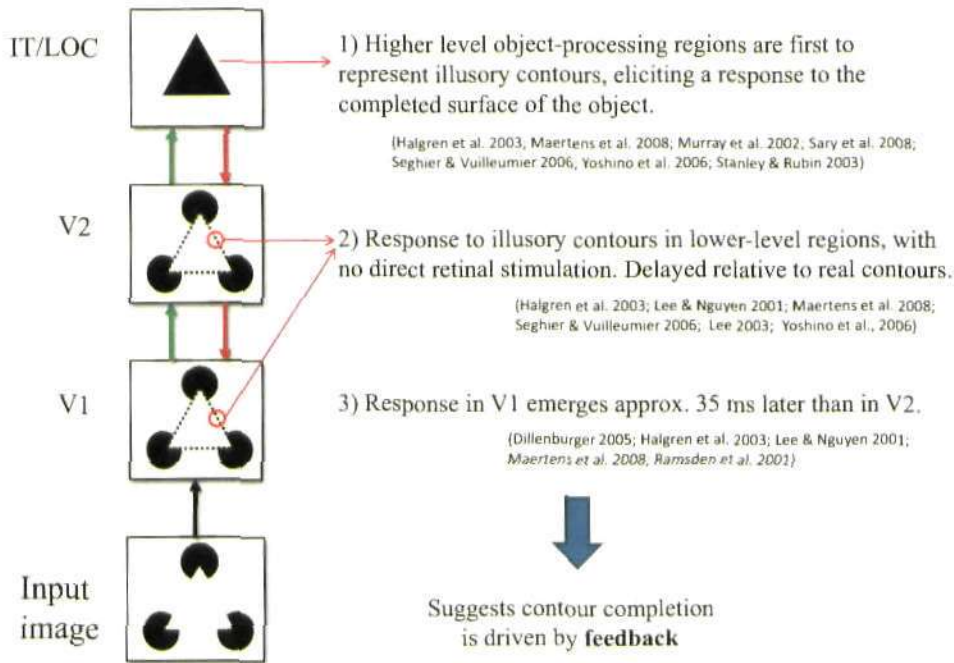 IT/LOC
1) Higher level object-processing regions are first to
represent illusory contours, eliciting a response to the
completed surface of the object.
(Halgren et al. 2003, Maertens et al. 2008; Murray et al. 2002; Sary et al. 2008;
Seghier & Vuilleumier 2006, Yoshino et al. 2006; Stanley & Rubin 2003)
V2
2) Response to illusory contours in lower-level regions, with
no direct retinal stimulation. Delayed relative to real contours.
(Halgren et al. 2003; Lee & Nguyen 2001; Maertens et al. 2008;
Seghier & Vuilleumier 2006; Lee 2003; Yoshino et al., 2006)
V1
3) Response in V1 emerges approx. 35 ms later than in V2.
(Dillenburger 2005; Halgren et al. 2003; Lee & Nguyen 2001;
Maertens et al. 2008, Ramsden et al. 2001)
Input
image
Suggests contour completion
is driven by feedback